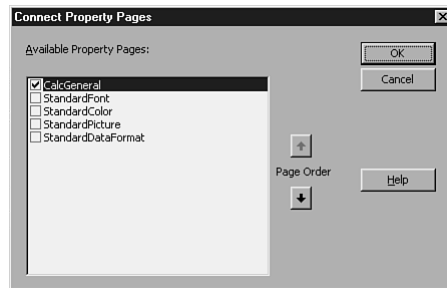 Connect Property Pages
Available Property Pages:
OK
Cancel
CalcGeneral
StandardFont
StandardColor
StandardPicture
StandardDataFormat
Page Order
Help